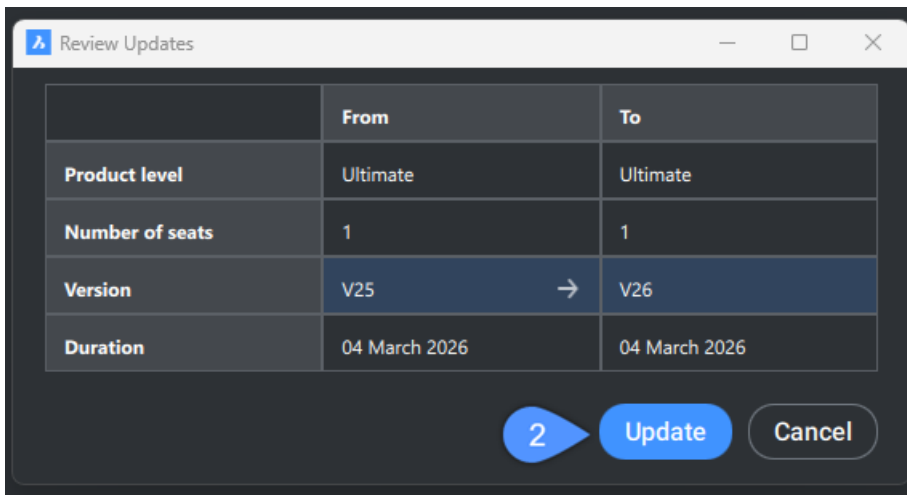 Review Updates
From To
Product level Ultimate Ultimate
Number of seats 1 1
Version V25 → V26
Duration 04 March 2026 04 March 2026
2 Update Cancel